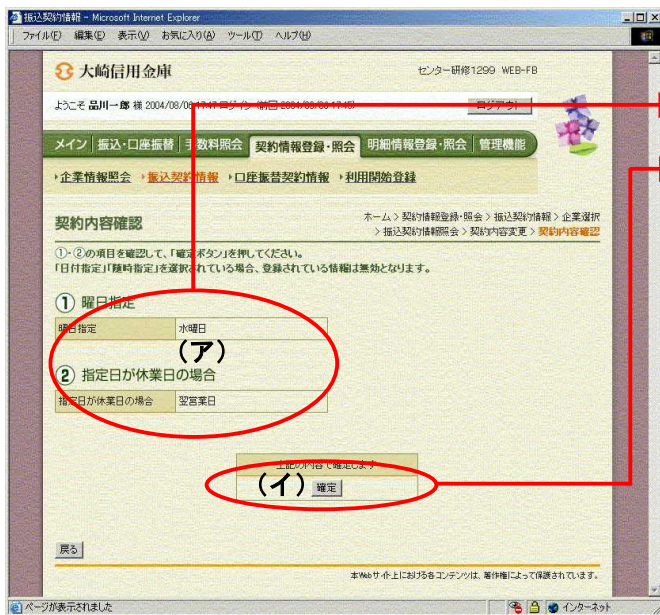 振込契約情報 - Microsoft Internet Explorer
ファイル(F) 編集(E) 表示(V) お気に入り(A) ツール(T) ヘルプ(H)
大崎信用金庫
センター研修1299 WEB-FB
ようこそ 品川一郎 様 2004/08/06 17:47 ログイン (前回 2004/08/06 17:45)
ログアウト
メイン 振込・口座振替 手数料照会 契約情報登録・照会 明細情報登録・照会 管理機能
企業情報照会 振込契約情報 口座振替契約情報 利用開始登録
契約内容確認
ホーム > 契約情報登録・照会 > 振込契約情報 > 企業選択
> 振込契約情報照会 > 契約内容変更 > 契約内容確認
①・②の項目を確認して、「確定ボタン」を押してください。
「日付指定」「随時指定」を選択されている場合、登録されている情報は無効となります。
① 曜日指定
曜日指定 水曜日
(ア)
② 指定日が休業日の場合
指定日が休業日の場合 翌営業日
上記の内容で確定します
(イ) 確定
戻る
本Webサイト上における各コンテンツは、著作権によって保護されています。
ページが表示されました
インターネット